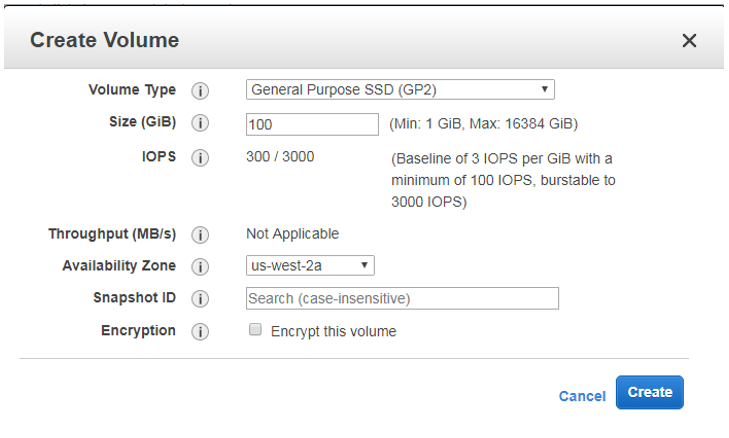 Create Volume
Volume Type i General Purpose SSD (GP2)
Size (GiB) i 100 (Min: 1 GiB, Max: 16384 GiB)
IOPS i 300 / 3000 (Baseline of 3 IOPS per GiB with a
minimum of 100 IOPS, burstable to
3000 IOPS)
Throughput (MB/s) i Not Applicable
Availability Zone i us-west-2a
Snapshot ID i Search (case-insensitive)
Encryption i Encrypt this volume
Cancel Create